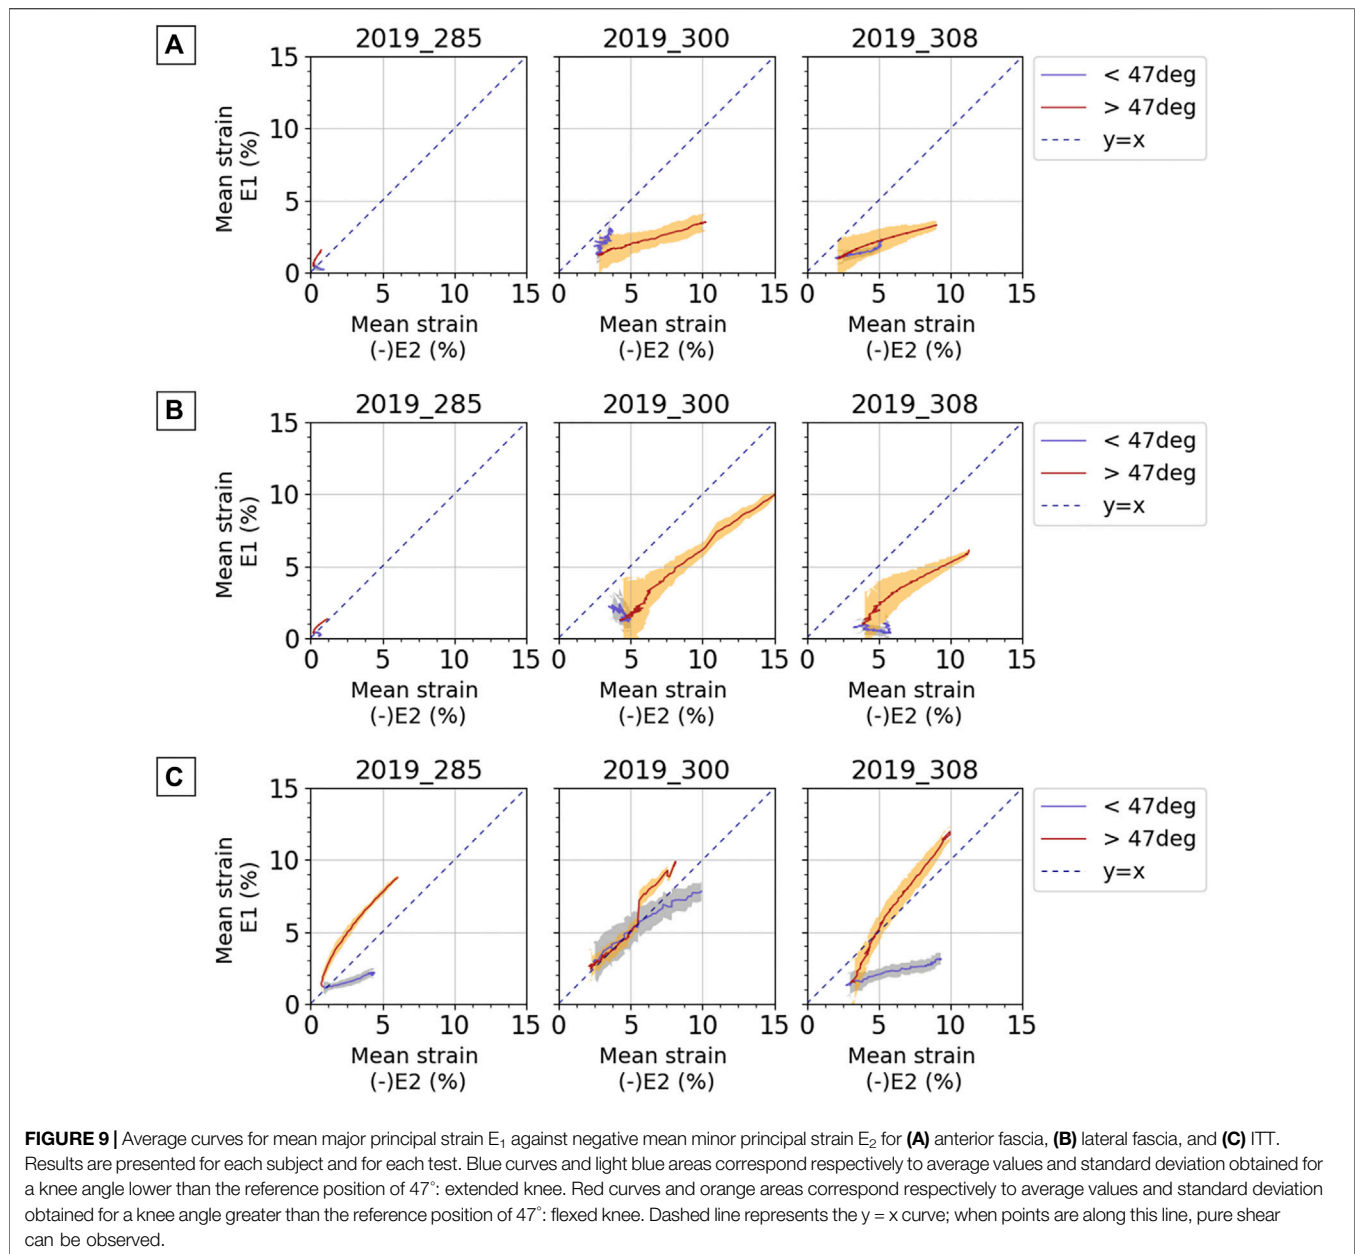 A
2019_285
2019_300
2019_308
15
10
5
0
Mean strain
E1 (%)
0 5 10 15
0 5 10 15
0 5 10 15
Mean strain
(-)E2 (%)
Mean strain
(-)E2 (%)
Mean strain
(-)E2 (%)
< 47deg
> 47deg
y=x
B
2019_285
2019_300
2019_308
15
10
5
0
Mean strain
E1 (%)
0 5 10 15
0 5 10 15
0 5 10 15
Mean strain
(-)E2 (%)
Mean strain
(-)E2 (%)
Mean strain
(-)E2 (%)
< 47deg
> 47deg
y=x
C
2019_285
2019_300
2019_308
15
10
5
0
Mean strain
E1 (%)
0 5 10 15
0 5 10 15
0 5 10 15
Mean strain
(-)E2 (%)
Mean strain
(-)E2 (%)
Mean strain
(-)E2 (%)
< 47deg
> 47deg
y=x
FIGURE 9 | Average curves for mean major principal strain E1 against negative mean minor principal strain E2 for (A) anterior fascia, (B) lateral fascia, and (C) ITT.
Results are presented for each subject and for each test. Blue curves and light blue areas correspond respectively to average values and standard deviation obtained for
a knee angle lower than the reference position of 47°: extended knee. Red curves and orange areas correspond respectively to average values and standard deviation
obtained for a knee angle greater than the reference position of 47°: flexed knee. Dashed line represents the y = x curve; when points are along this line, pure shear
can be observed.